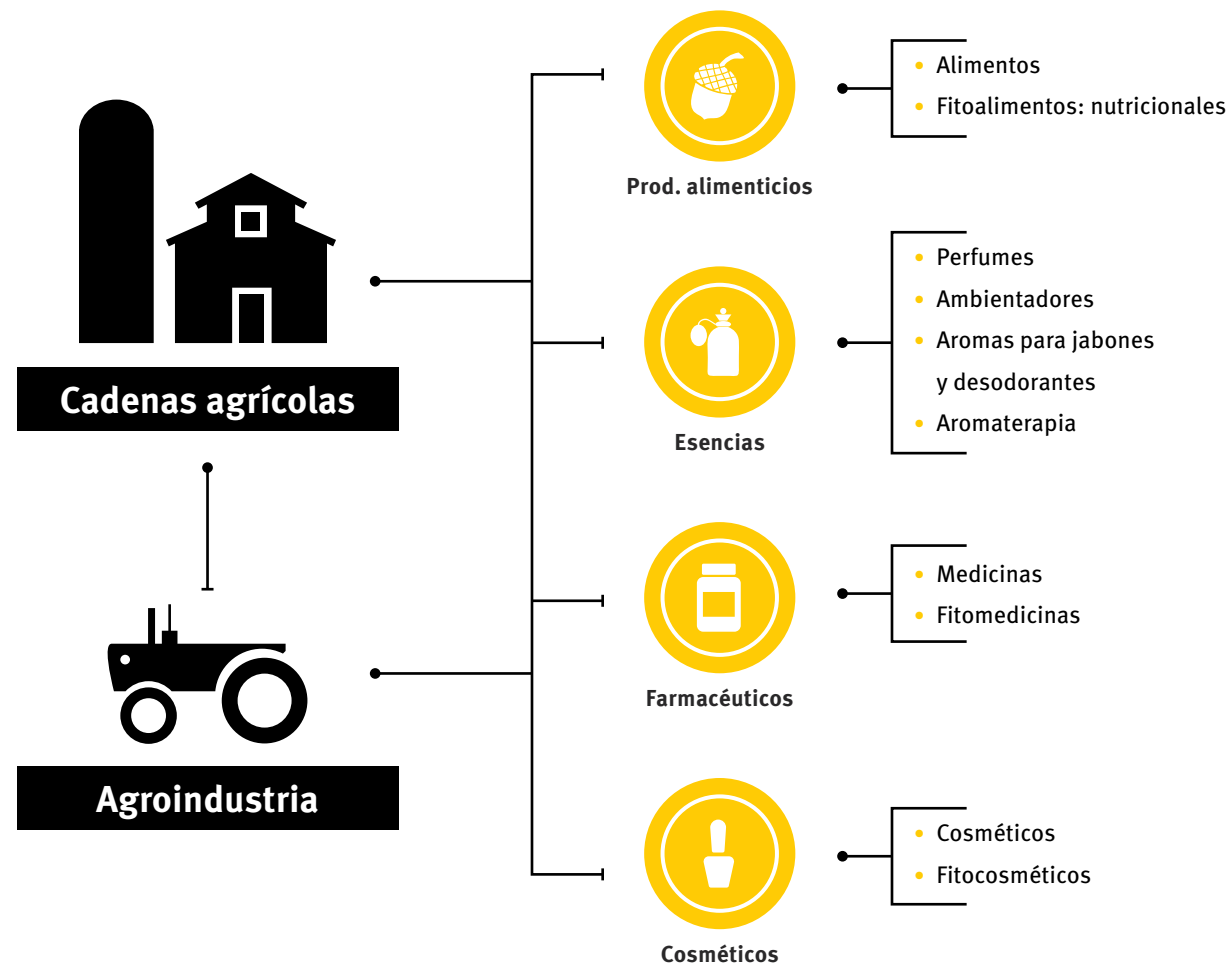 Cadenas agrícolas
Agroindustria
Prod. alimenticios
Alimentos
Fitoalimentos: nutricionales
Esencias
Perfumes
Ambientadores
Aromas para jabones
y desodorantes
Aromaterapia
Farmacéuticos
Medicinas
Fitomedicinas
Cosméticos
Cosméticos
Fitocosméticos